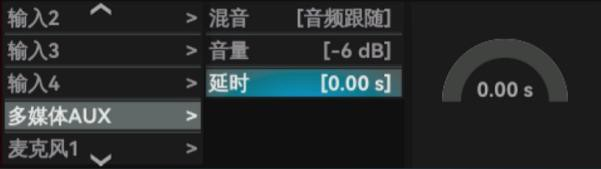 输入2 >
输入3 >
输入4 >
多媒体AUX >
麦克风1 >
混音 [音频跟随]
音量 [-6 dB]
延时 [0.00 s]
0.00 s